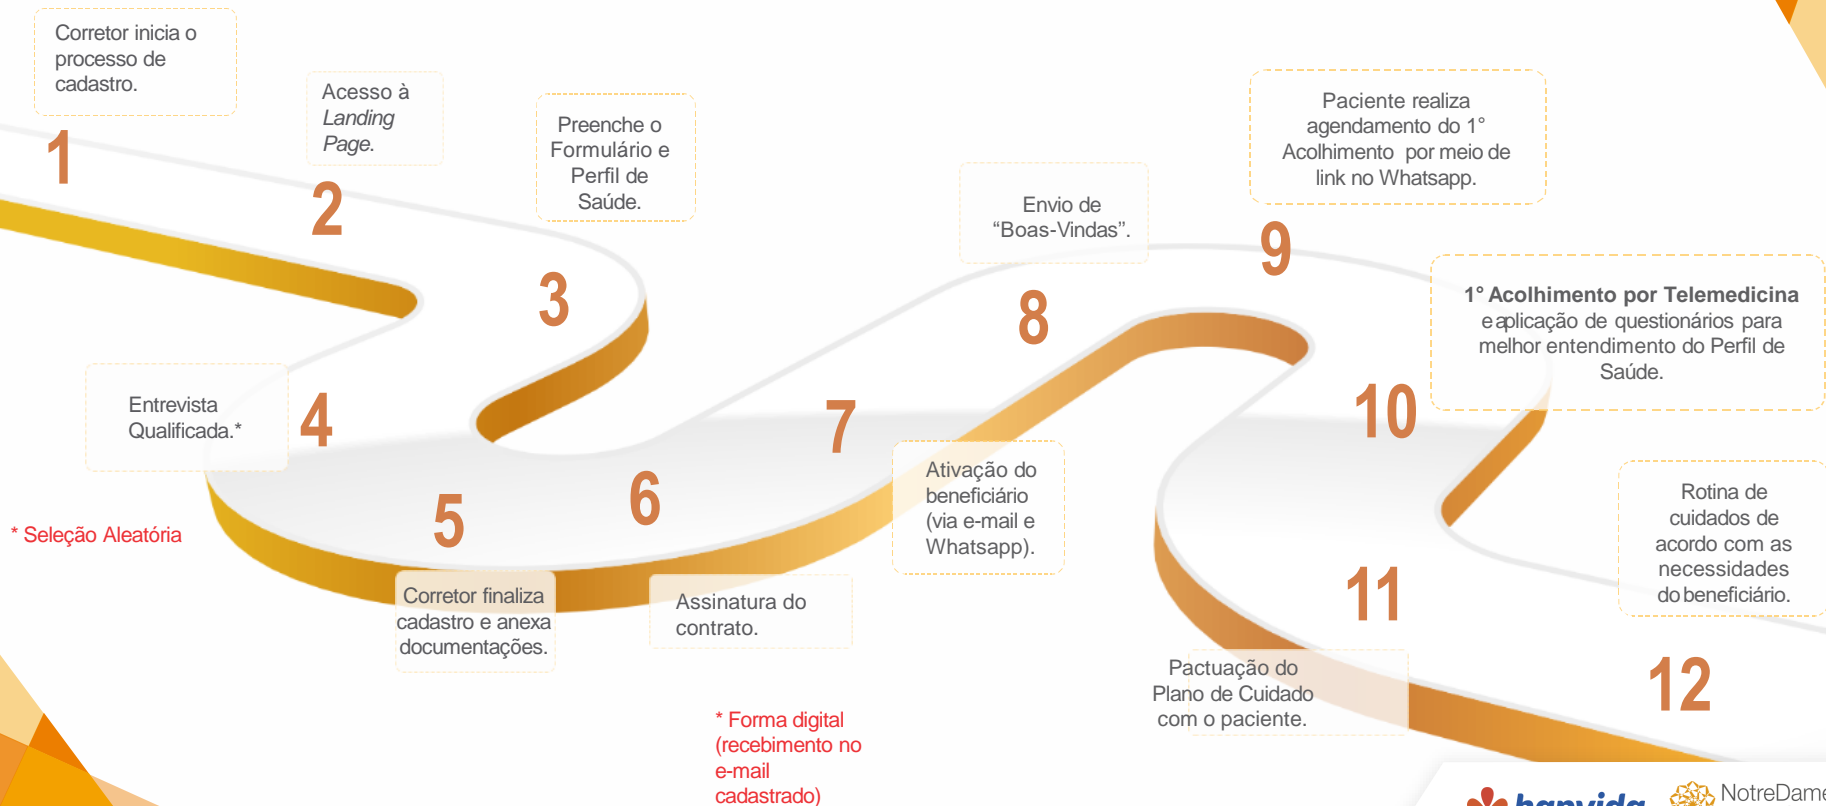 Corretor inicia o
processo de
cadastro.
1
Acesso à
Landing
Page.
2
Preenche o
Formulário e
Perfil de
Saúde.
3
Entrevista
Qualificada.*
4
* Seleção Aleatória
5
Corretor finaliza
cadastro e anexa
documentações.
6
Assinatura do
contrato.
* Forma digital
(recebimento no
e-mail
cadastrado)
7
Ativação do
beneficiário
(via e-mail e
Whatsapp).
Envio de
“Boas-Vindas”.
8
Paciente realiza
agendamento do 1°
Acolhimento por meio de
link no Whatsapp.
9
1° Acolhimento por Telemedicina
e aplicação de questionários para
melhor entendimento do Perfil de
Saúde.
10
11
Pactuação do
Plano de Cuidado
com o paciente.
Rotina de
cuidados de
acordo com as
necessidades
do beneficiário.
12
hapvida
NotreDame